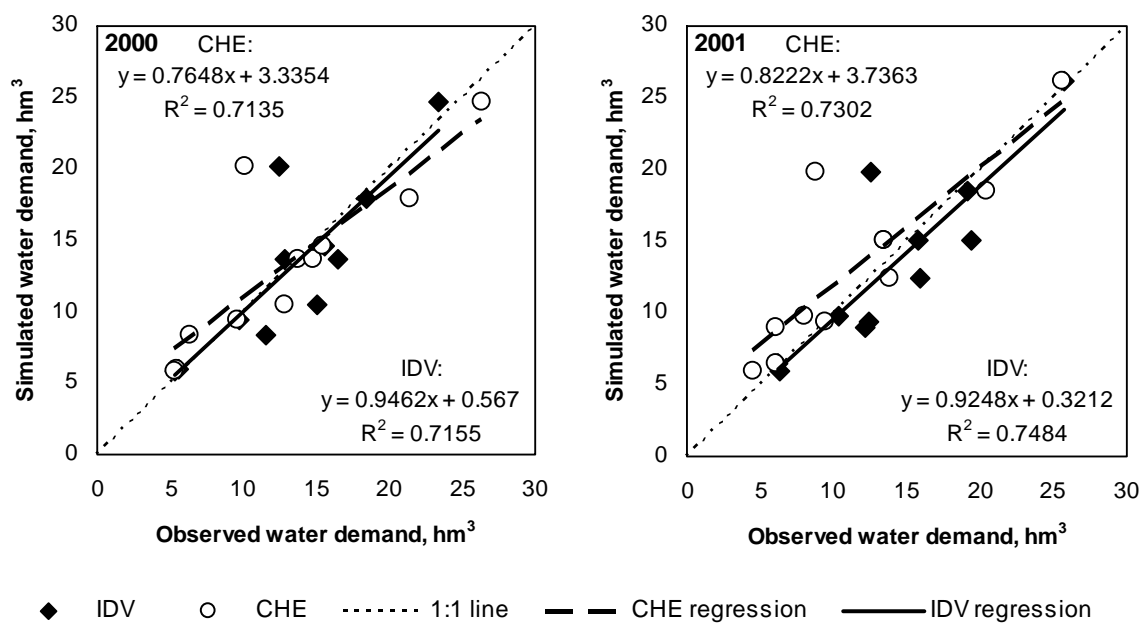 2000 CHE:
y = 0.7648x + 3.3354
R² = 0.7135
IDV:
y = 0.9462x + 0.567
R² = 0.7155
Simulated water demand, hm³
30
25
20
15
10
5
0
0 5 10 15 20 25 30
Observed water demand, hm³
2001 CHE:
y = 0.8222x + 3.7363
R² = 0.7302
IDV:
y = 0.9248x + 0.3212
R² = 0.7484
Simulated water demand, hm³
30
25
20
15
10
5
0
0 5 10 15 20 25 30
Observed water demand, hm³
IDV CHE 1:1 line CHE regression IDV regression